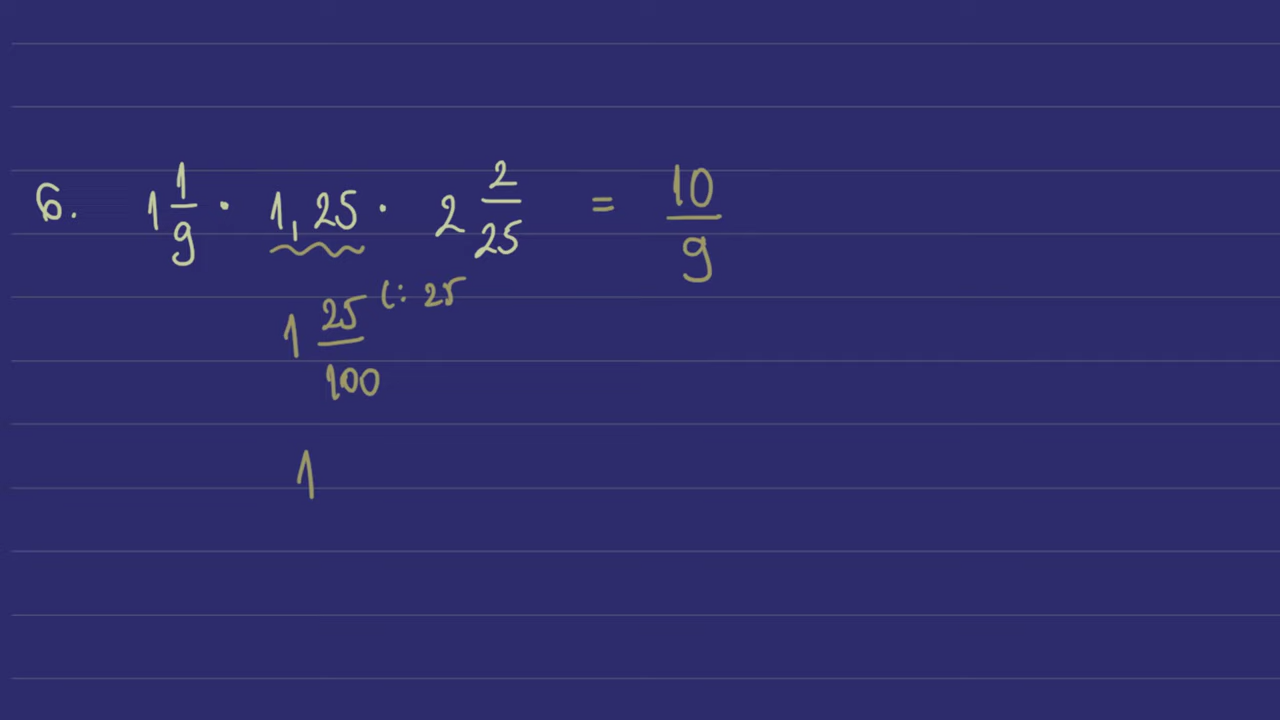 6. 1 1/9 · 1,25 · 2 2/25 = 10/9
1 25/100 (: 25
1